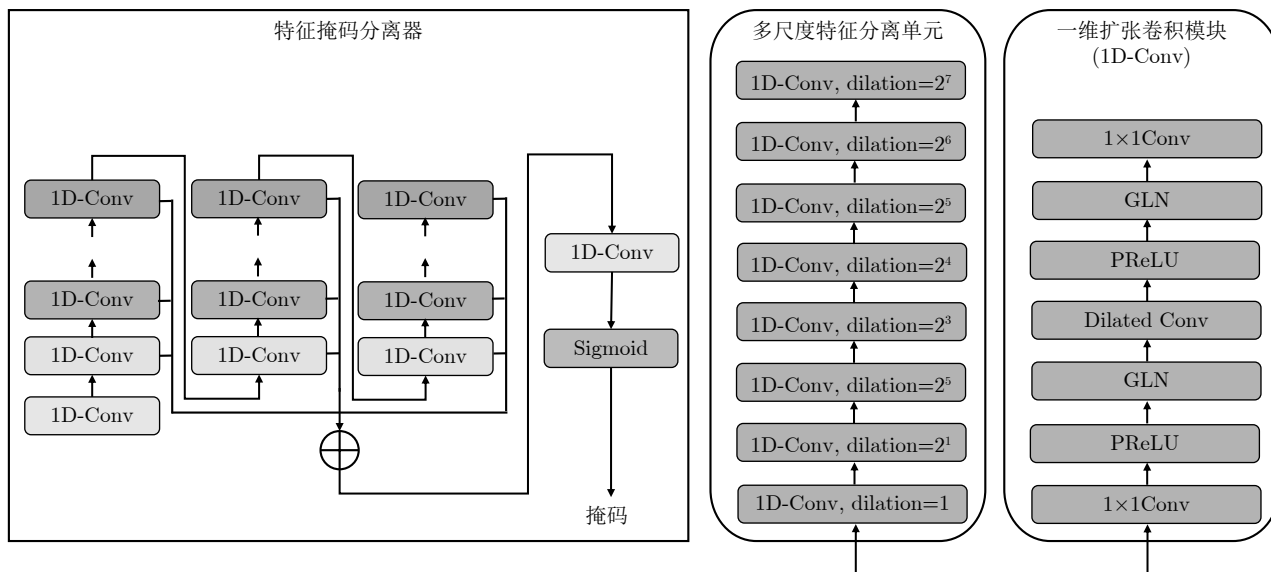 特征掩码分离器
1D-Conv
1D-Conv
1D-Conv
1D-Conv
1D-Conv
1D-Conv
1D-Conv
1D-Conv
1D-Conv
1D-Conv
1D-Conv
Sigmoid
掩码
多尺度特征分离单元
1D-Conv, dilation=2⁷
1D-Conv, dilation=2⁶
1D-Conv, dilation=2⁵
1D-Conv, dilation=2⁴
1D-Conv, dilation=2³
1D-Conv, dilation=2⁵
1D-Conv, dilation=2¹
1D-Conv, dilation=1
一维扩张卷积模块
(1D-Conv)
1×1Conv
GLN
PReLU
Dilated Conv
GLN
PReLU
1×1Conv